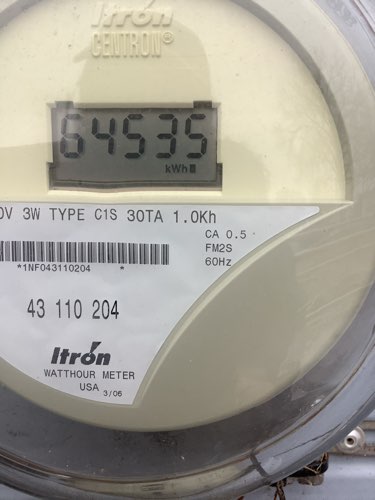 Itron
CENTRON®
64535
kWh
0V 3W TYPE C1S 30TA 1.0Kh
CA 0.5
FM2S
60Hz
*1NF043110204 *
43 110 204
Itron
WATTHOUR METER
USA 3/06